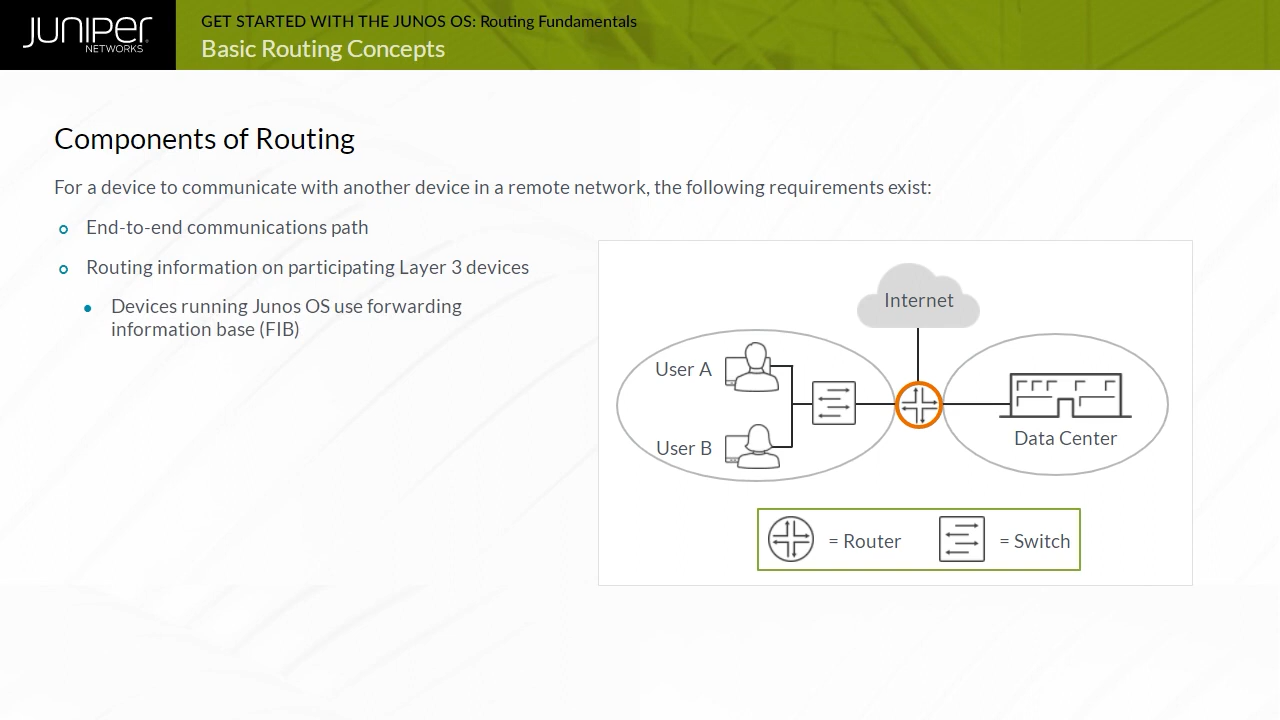 JUNIPER
NETWORKS
GET STARTED WITH THE JUNOS OS: Routing Fundamentals
Basic Routing Concepts
Components of Routing
For a device to communicate with another device in a remote network, the following requirements exist:
End-to-end communications path
Routing information on participating Layer 3 devices
Devices running Junos OS use forwarding
information base (FIB)
Internet
User A
User B
Data Center
= Router
= Switch